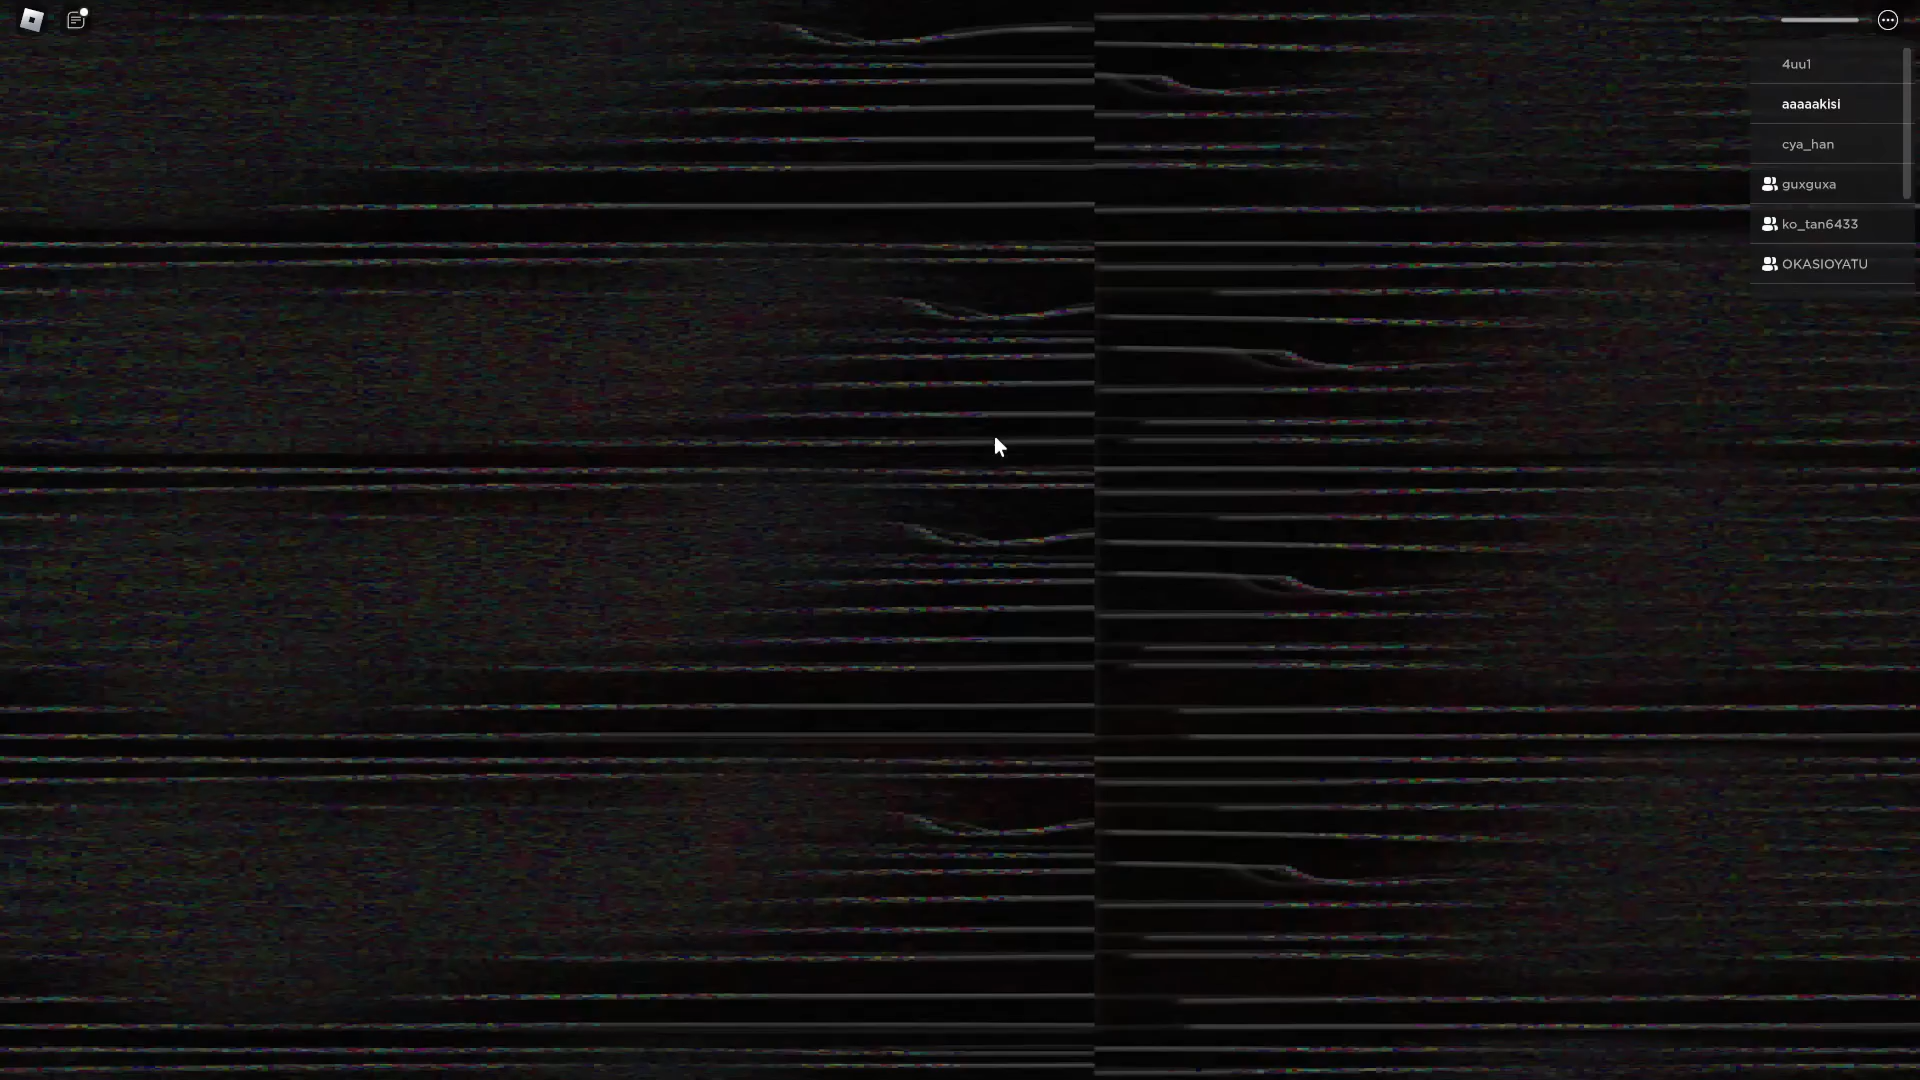 4uu1
aaaaakisi
cya_han
guxguxa
ko_tan6433
OKASIOYATU